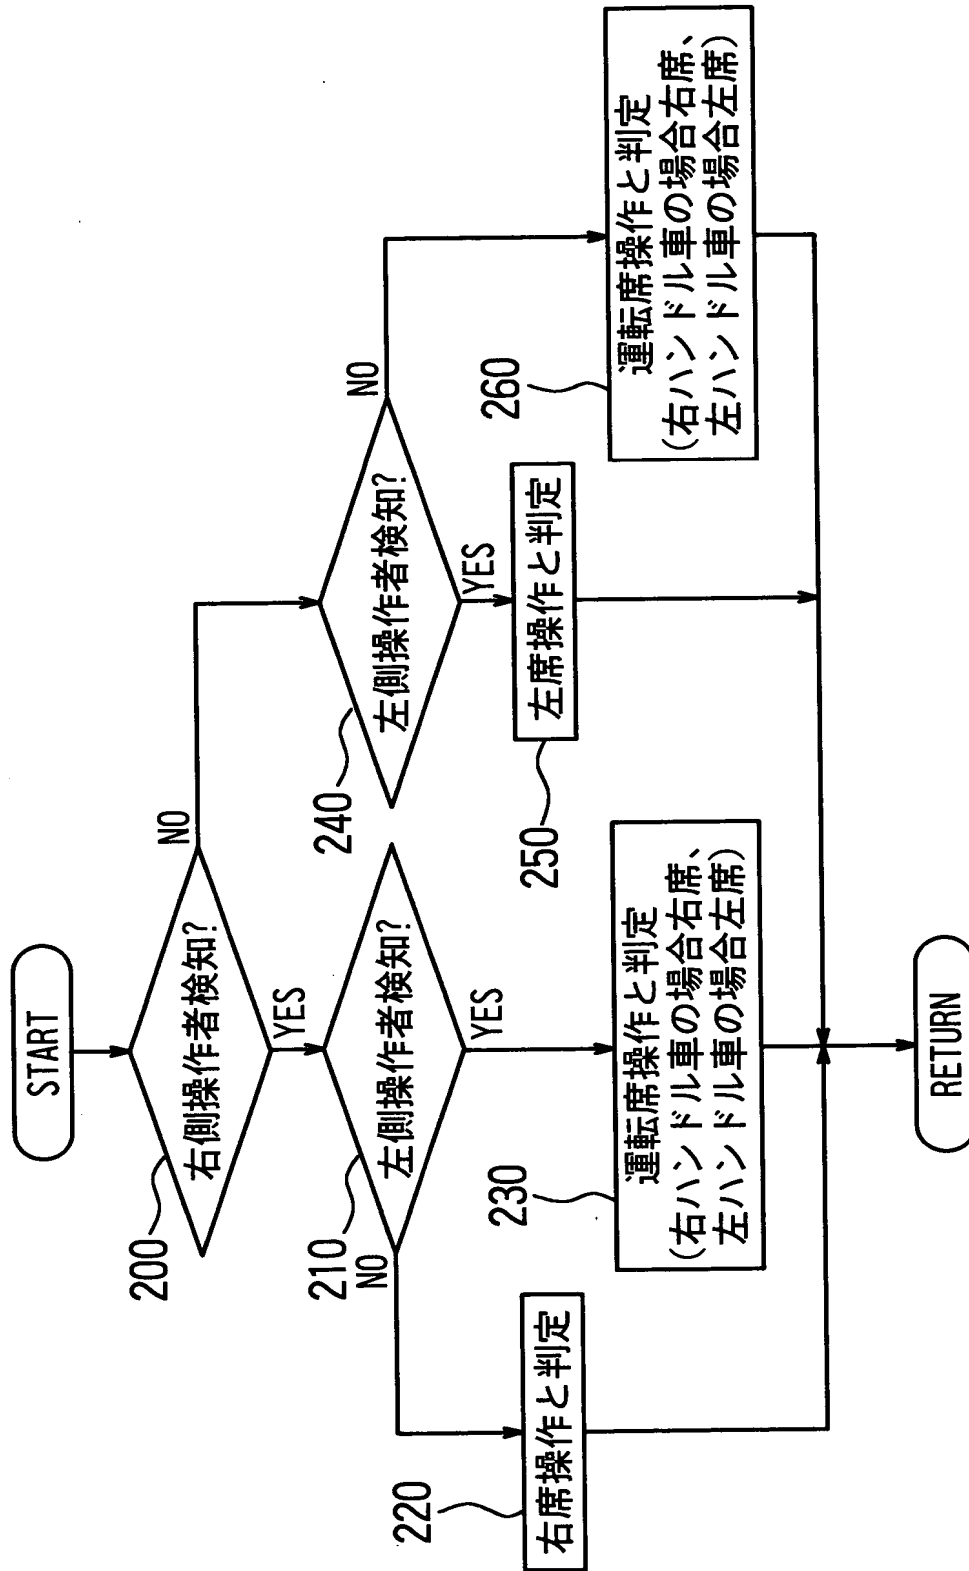 START
200
右側操作者検知?
NO
YES
210
左側操作者検知?
NO
YES
240
左側操作者検知?
NO
YES
220
右席操作と判定
230
運転席操作と判定
(右ハンドル車の場合右席、
左ハンドル車の場合左席)
250
左席操作と判定
260
運転席操作と判定
(右ハンドル車の場合右席、
左ハンドル車の場合左席)
RETURN